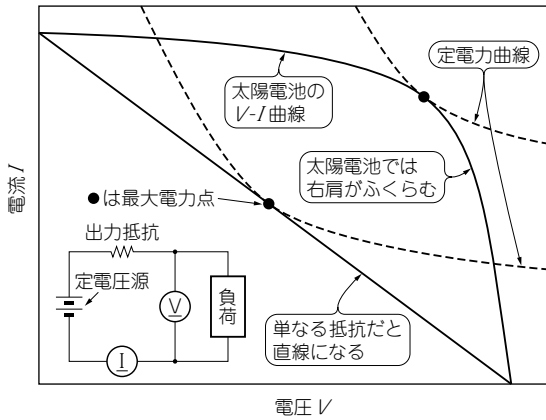 太陽電池の
V-I 曲線
定電力曲線
太陽電池では
右肩がふくらむ
電流 I
●は最大電力点
出力抵抗
定電圧源
V
負荷
I
単なる抵抗だと
直線になる
電圧 V